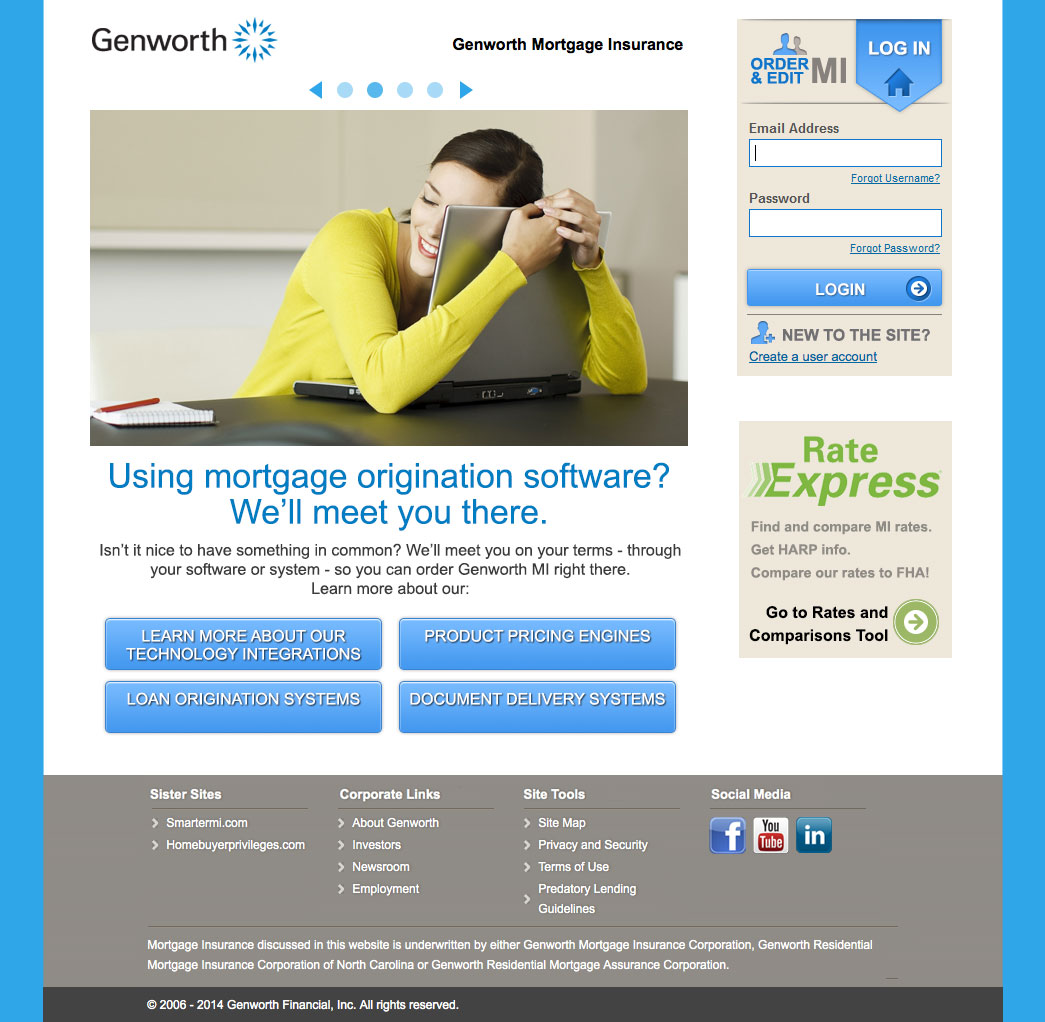 Genworth
Genworth Mortgage Insurance
ORDER
& EDIT MI
LOG IN
Email Address
Forgot Username?
Password
Forgot Password?
LOGIN
NEW TO THE SITE?
Create a user account
Using mortgage origination software?
We’ll meet you there.
Isn’t it nice to have something in common? We’ll meet you on your terms - through
your software or system - so you can order Genworth MI right there.
Learn more about our:
LEARN MORE ABOUT OUR
TECHNOLOGY INTEGRATIONS
PRODUCT PRICING ENGINES
LOAN ORIGINATION SYSTEMS
DOCUMENT DELIVERY SYSTEMS
Rate
Express
Find and compare MI rates.
Get HARP info.
Compare our rates to FHA!
Go to Rates and
Comparisons Tool
Sister Sites
Smartermi.com
Homebuyerprivileges.com
Corporate Links
About Genworth
Investors
Newsroom
Employment
Site Tools
Site Map
Privacy and Security
Terms of Use
Predatory Lending
Guidelines
Social Media
f
You
Tube
in
Mortgage Insurance discussed in this website is underwritten by either Genworth Mortgage Insurance Corporation, Genworth Residential
Mortgage Insurance Corporation of North Carolina or Genworth Residential Mortgage Assurance Corporation.
© 2006 - 2014 Genworth Financial, Inc. All rights reserved.